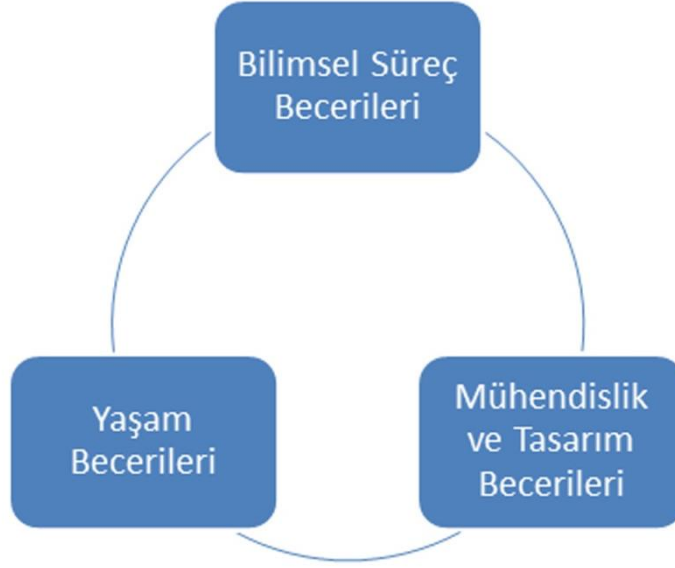 Bilimsel Süreç
Becerileri
Yaşam
Becerileri
Mühendislik
ve Tasarım
Becerileri